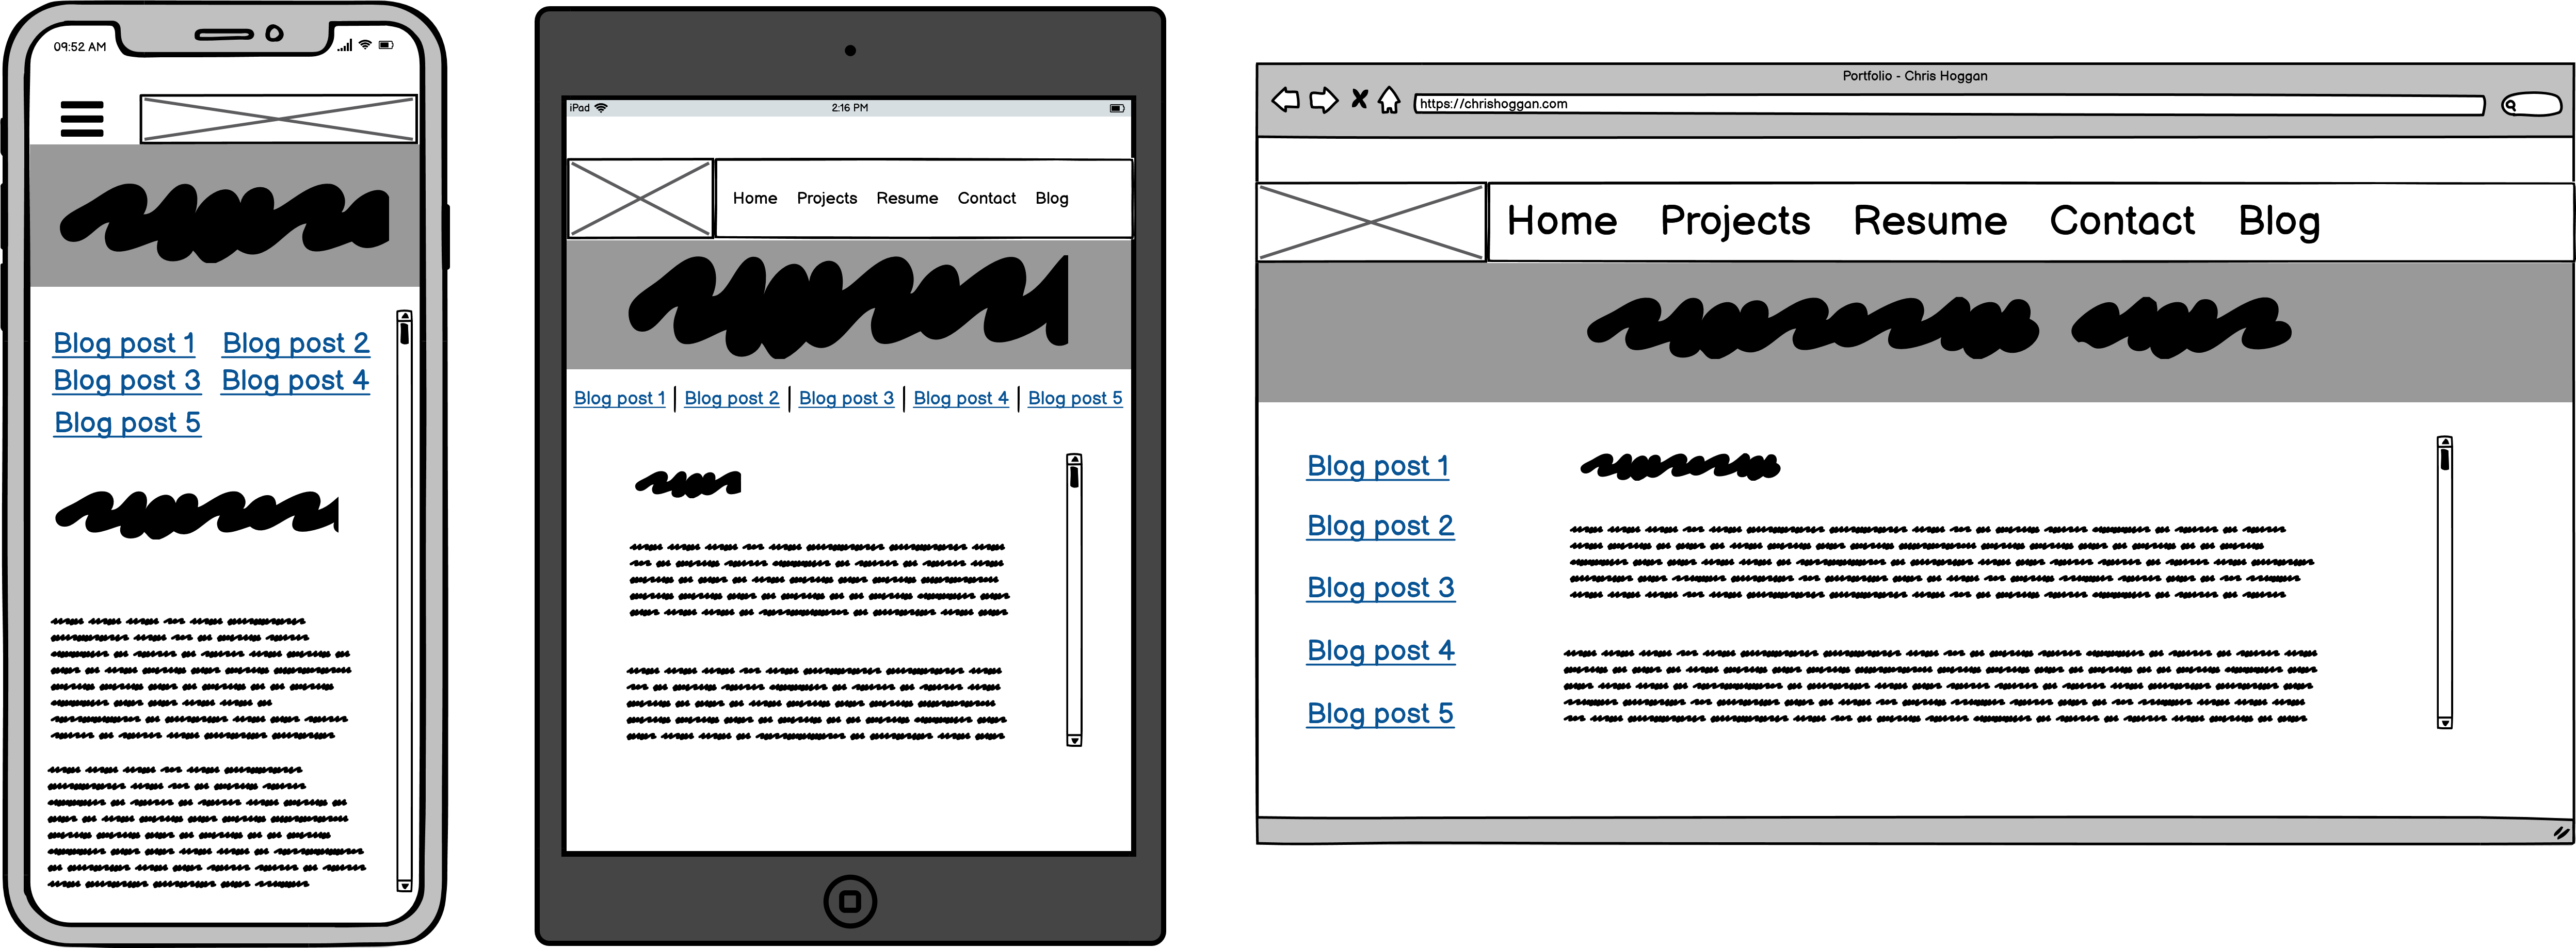 09:52 AM
Blog post 1 Blog post 2
Blog post 3 Blog post 4
Blog post 5
iPad 2:16 PM
Home Projects Resume Contact Blog
Blog post 1 Blog post 2 Blog post 3 Blog post 4 Blog post 5
Portfolio - Chris Hoggan
https://chrishoggan.com
Home Projects Resume Contact Blog
Blog post 1
Blog post 2
Blog post 3
Blog post 4
Blog post 5